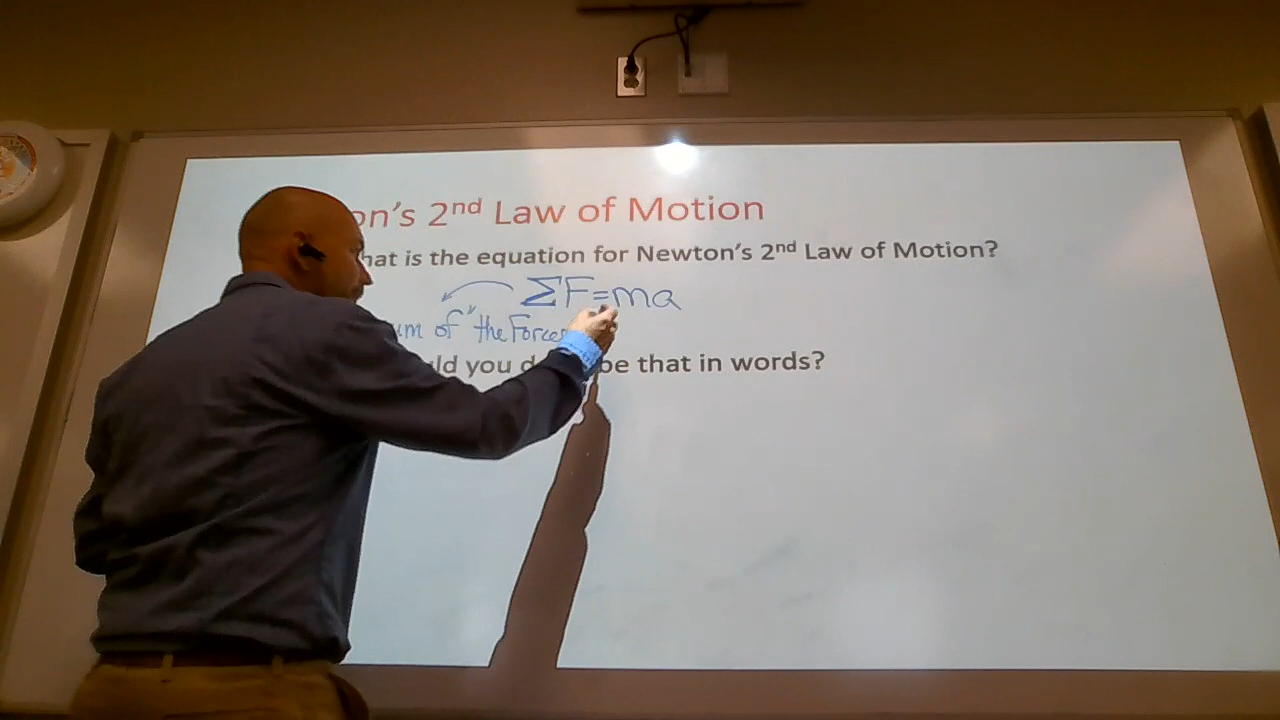 on's 2nd Law of Motion
hat is the equation for Newton's 2nd Law of Motion?
ΣF=ma
um of" the Forces
ld you d be that in words?